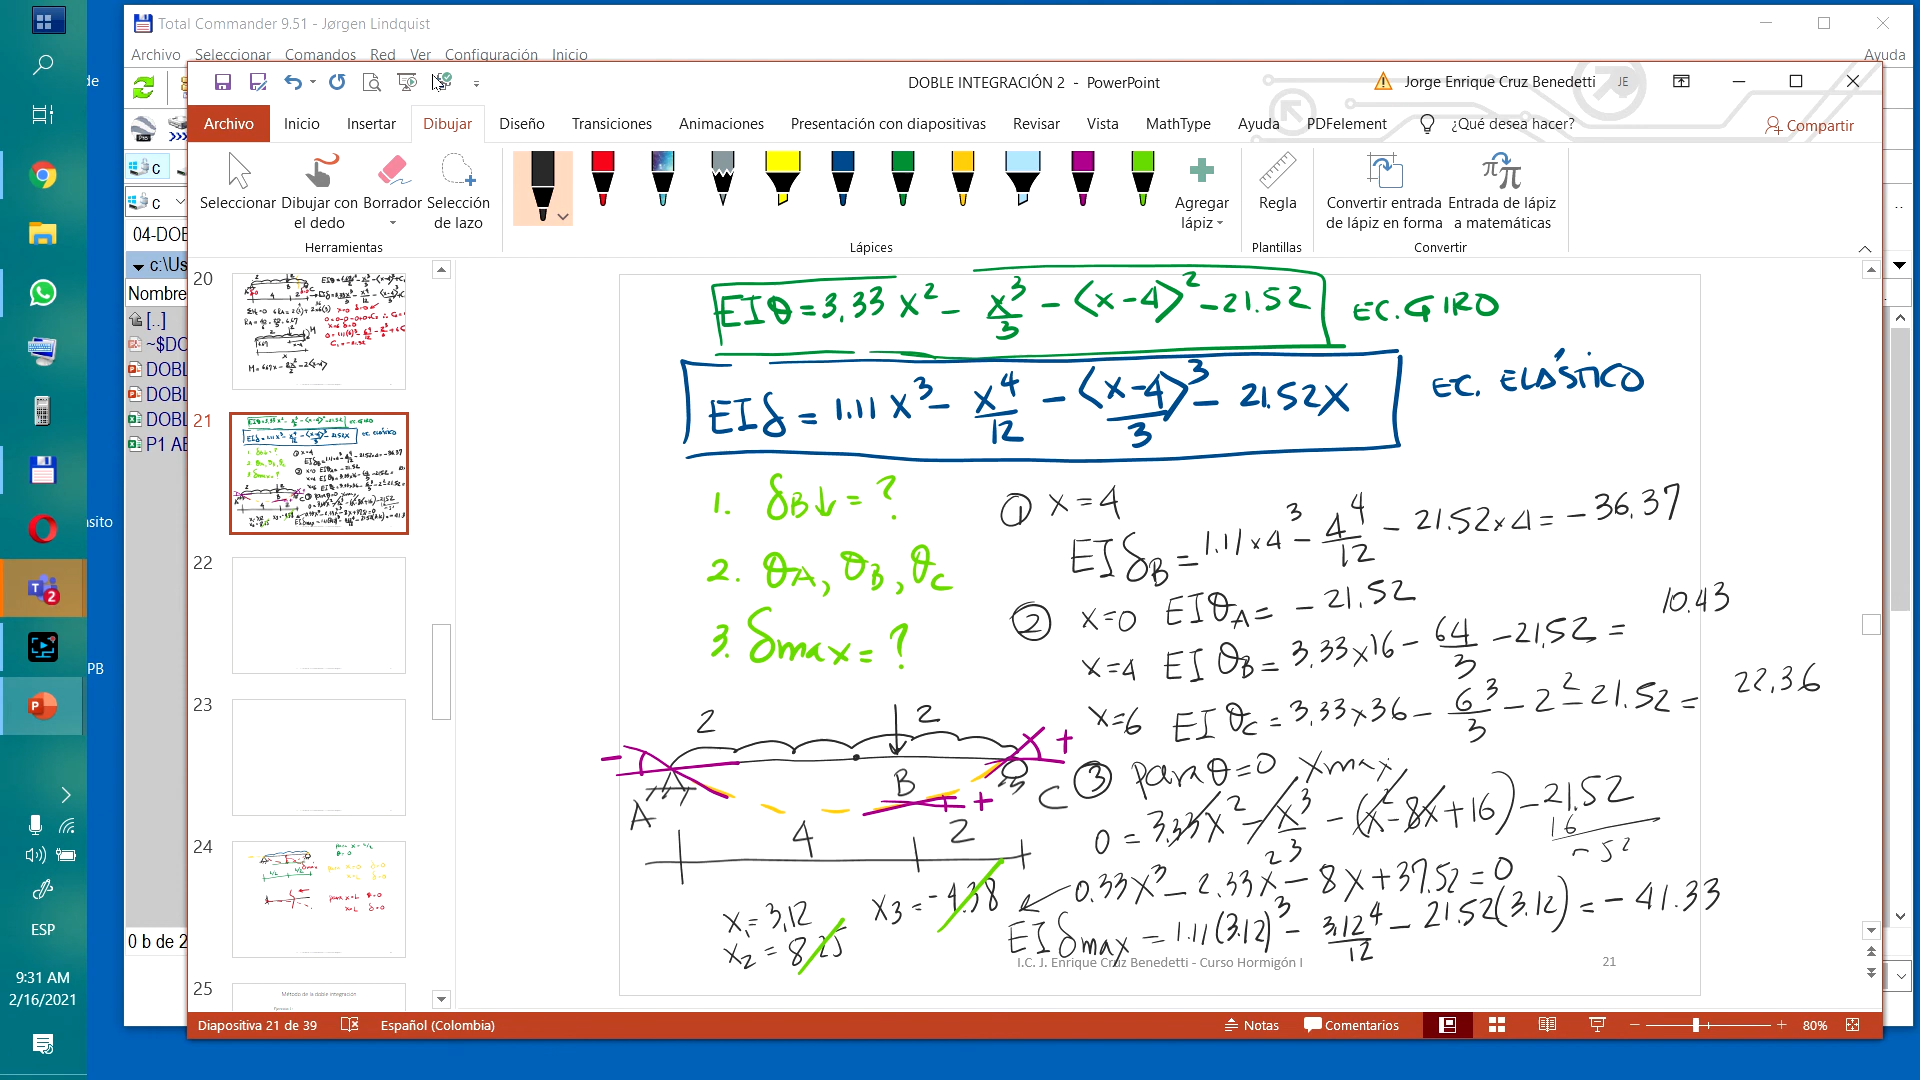 Total Commander 9.51 - Jørgen Lindquist
Archivo Seleccionar Comandos Red Ver Configuración Inicio Ayuda
DOBLE INTEGRACIÓN 2 - PowerPoint
Jorge Enrique Cruz Benedetti JE
Archivo Inicio Insertar Dibujar Diseño Transiciones Animaciones Presentación con diapositivas Revisar Vista MathType Ayuda PDFelement ¿Qué desea hacer? Compartir
Seleccionar Dibujar con el dedo Borrador Selección de lazo
Agregar lápiz Regla Convertir entrada de lápiz en forma Entrada de lápiz a matemáticas
Herramientas Lápices Plantillas Convertir
de
c
c
04-DOE
c:\Us
Nombre
[..]
~$DO
DOBL
DOBL
DOBL
P1 AE
ásito
PB
0 b de 2
20
21
22
23
24
25
Método de la doble integración
EIθ = 3.33 x² - x³/3 - <x-4>² - 21.52 EC. GIRO
EIδ = 1.11 x³ - x⁴/12 - <x-4>³/3 - 21.52x EC. ELÁSTICO
1. δB↓ = ?
2. θA, θB, θC
3. δmax = ?
① x=4
EIδB = 1.11×4³ - 4⁴/12 - 21.52×4 = -36.37
② x=0 EIθA = -21.52
x=4 EIθB = 3.33×16 - 64/3 - 21.52 = 10.43
x=6 EIθC = 3.33×36 - 6³/3 - 2² - 21.52 = 22.36
③ para θ=0 Xmax
0 = 3.33x² - x³/3 - (x² - 8x + 16) - 21.52
16
0.33x³ - 2.33x - 8x + 37.52 = 0
EIδmax = 1.11(3.12)³ - 3.12⁴/12 - 21.52(3.12) = -41.33
2 2
- +
A B + C
4 2
x₁ = 3,12 x₃ = -4.38
x₂ = 8.25
I.C. J. Enrique Cruz Benedetti - Curso Hormigón I 21
Diapositiva 21 de 39 Español (Colombia) Notas Comentarios 80%
2
ESP
9:31 AM
2/16/2021